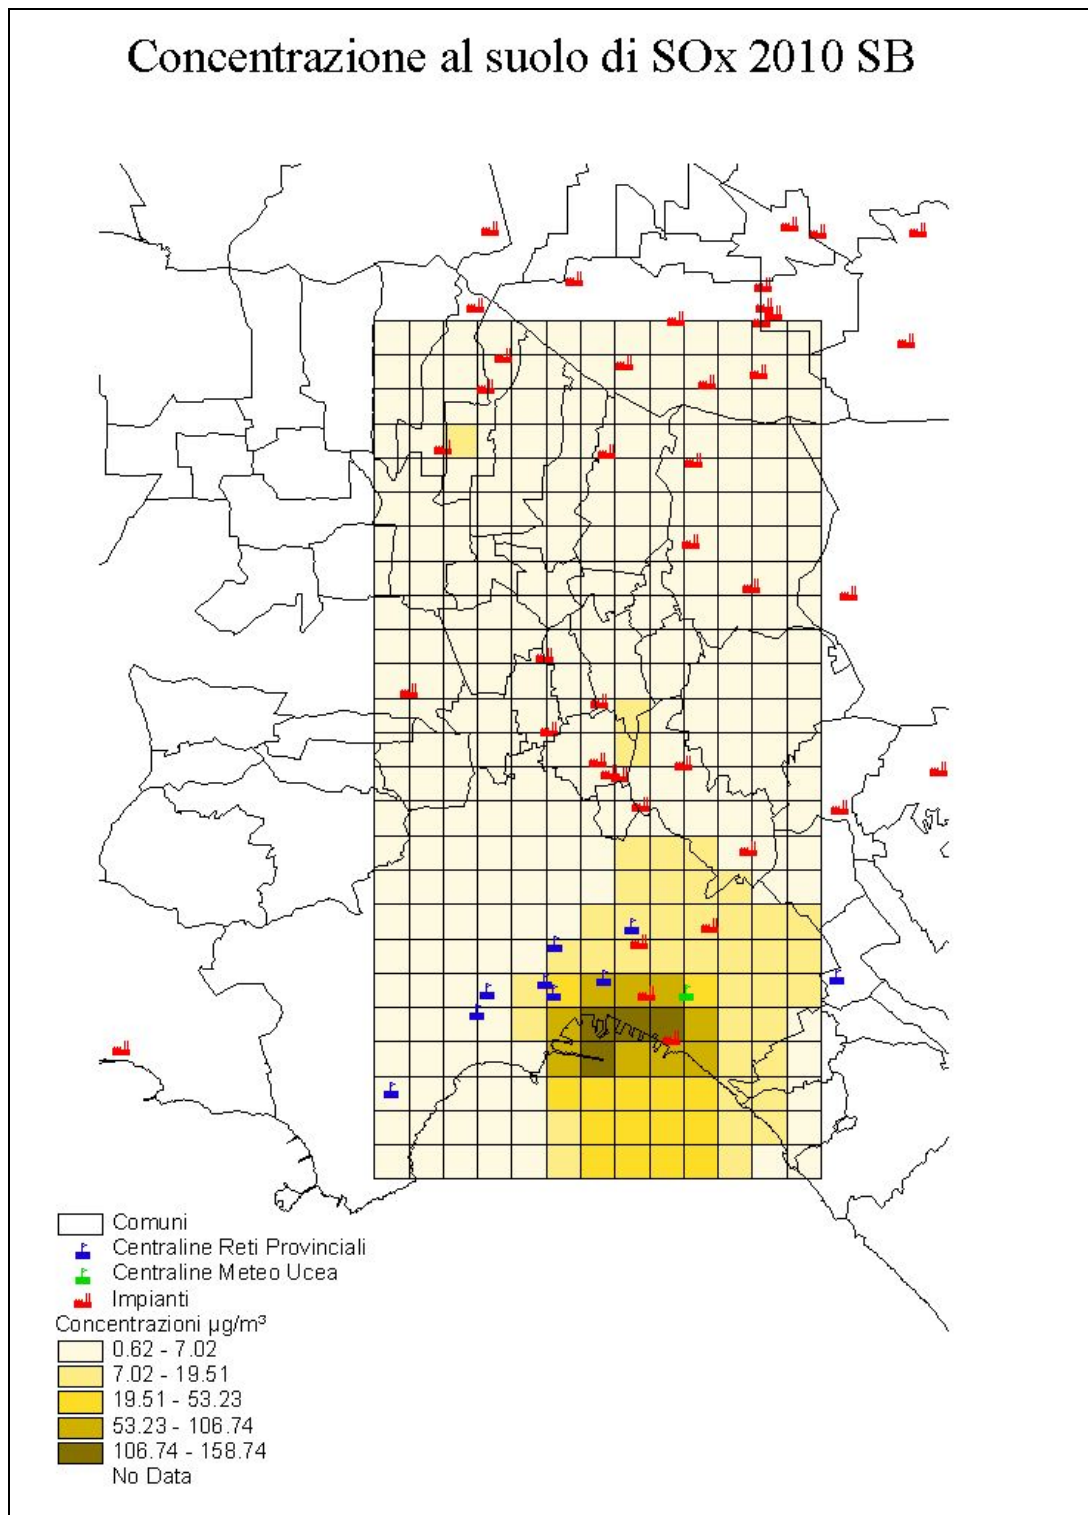 Concentrazione al suolo di SOx 2010 SB
Comuni
Centraline Reti Provinciali
Centraline Meteo Ucea
Impianti
Concentrazioni µg/m³
0.62 - 7.02
7.02 - 19.51
19.51 - 53.23
53.23 - 106.74
106.74 - 158.74
No Data